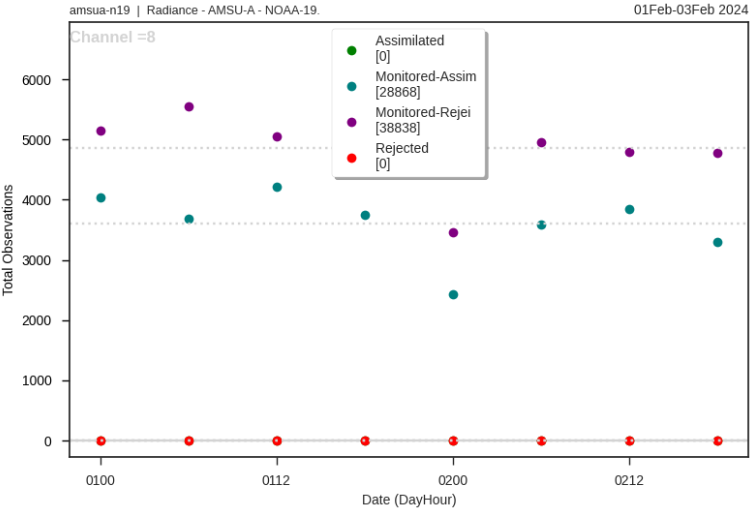 amsua-n19 | Radiance - AMSU-A - NOAA-19.
01Feb-03Feb 2024
Channel =8
Assimilated
[0]
Monitored-Assim
[28868]
Monitored-Rejei
[38838]
Rejected
[0]
Total Observations
6000
5000
4000
3000
2000
1000
0
0100
0112
0200
0212
Date (DayHour)